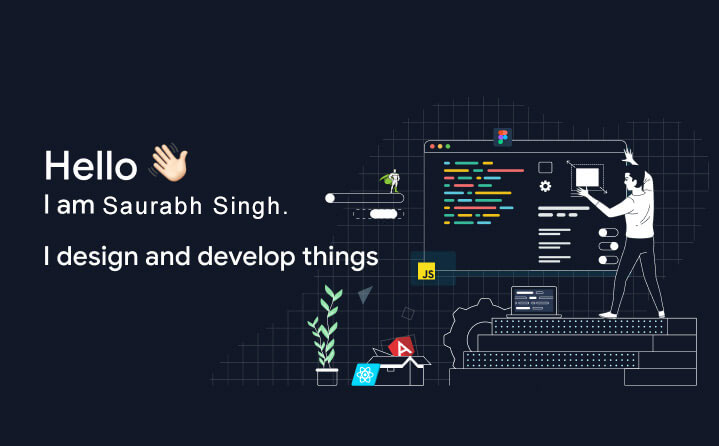 Hello 👋🏻
I am Saurabh Singh.
I design and develop things
JS